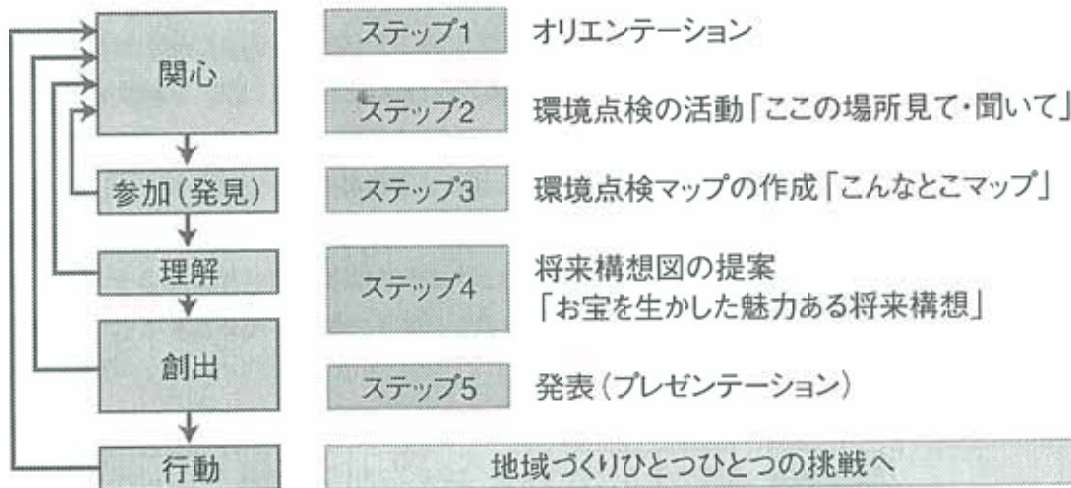 関心
ステップ1 オリエンテーション
ステップ2 環境点検の活動「ここの場所見て・聞いて」
参加(発見)
ステップ3 環境点検マップの作成「こんなとこマップ」
理解
ステップ4 将来構想図の提案
「お宝を生かした魅力ある将来構想」
創出
ステップ5 発表(プレゼンテーション)
行動
地域づくりひとつひとつの挑戦へ